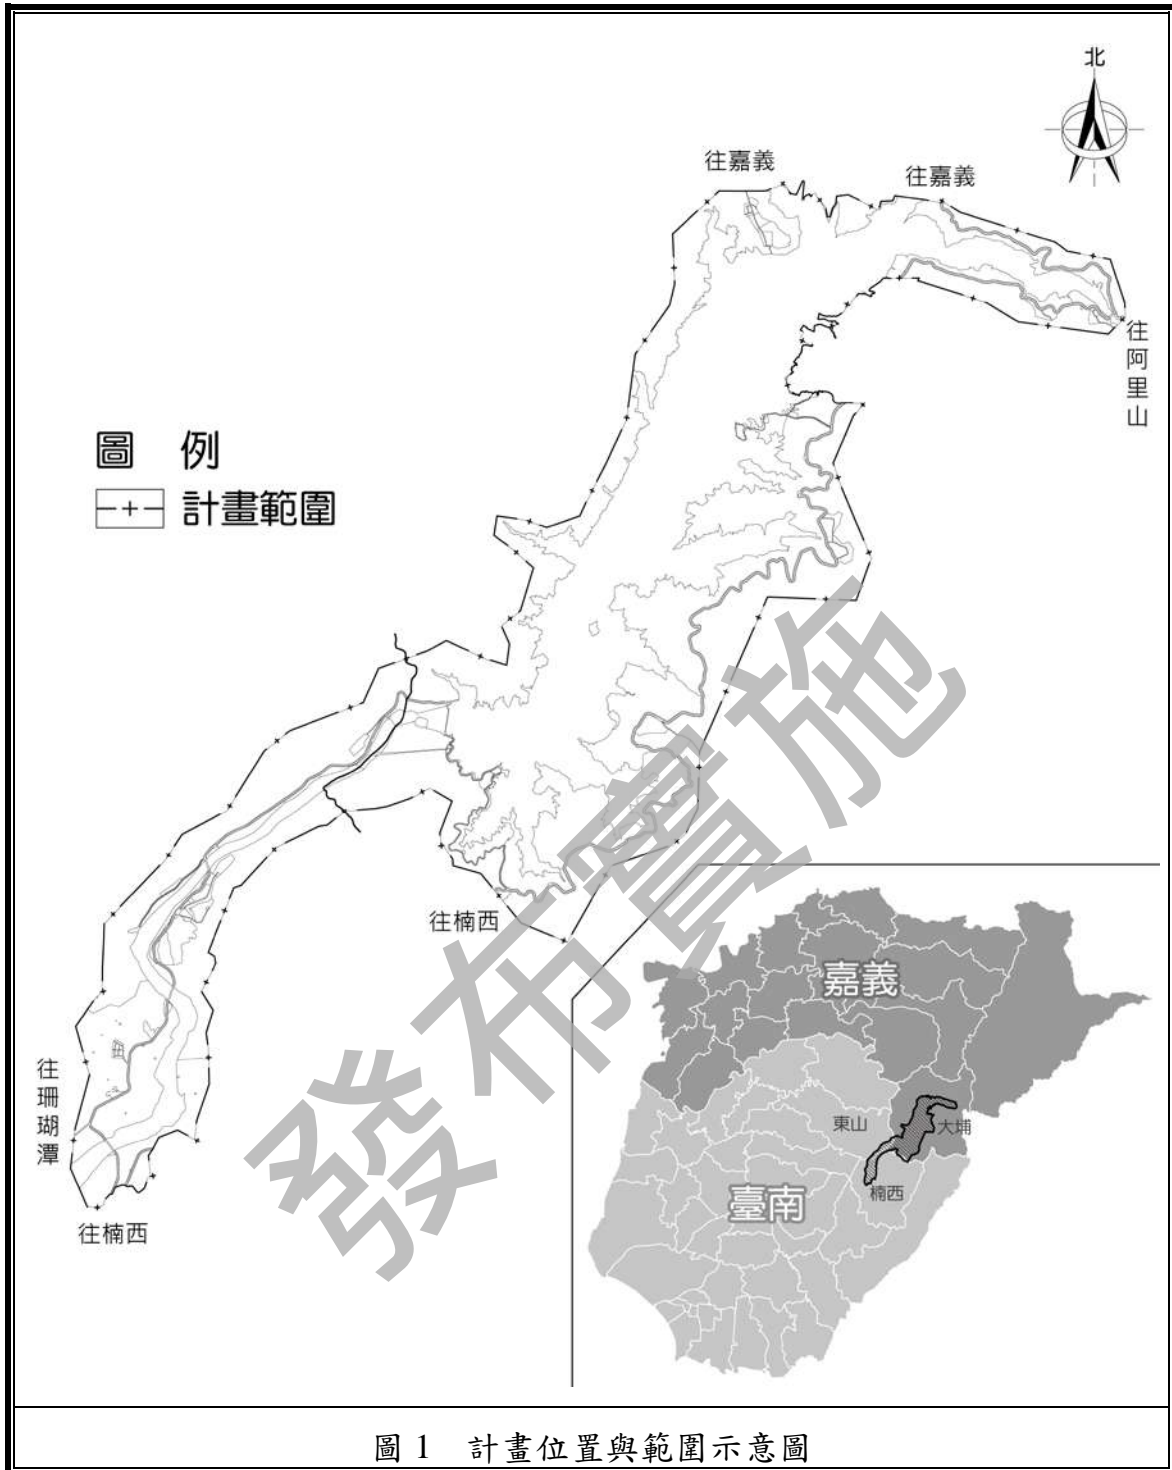 北
往嘉義
往嘉義
往阿里山
圖 例
計畫範圍
往楠西
往珊瑚潭
往楠西
嘉義
東山
大埔
楠西
臺南
發布實施
圖 1 計畫位置與範圍示意圖